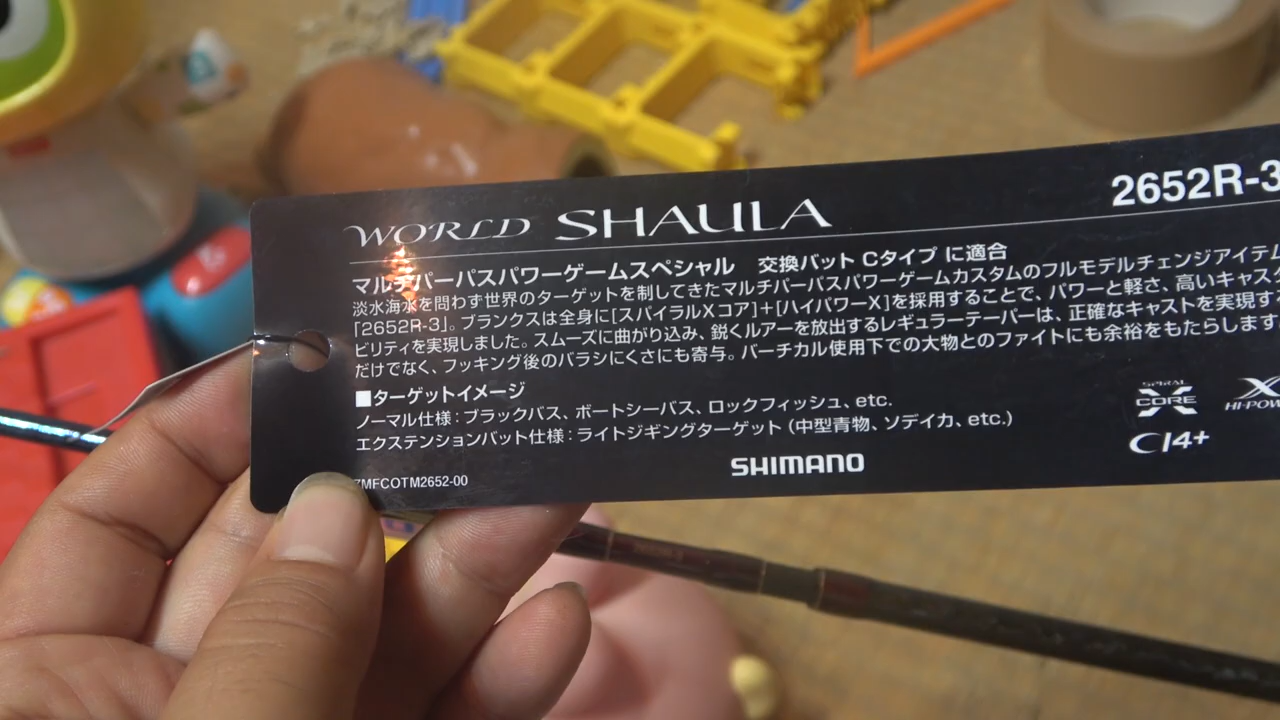 WORLD SHAULA
2652R-3
マルチパーパスパワーゲームスペシャル 交換バット Cタイプ に適合
淡水海水を問わず世界のターゲットを制してきたマルチパーパスパワーゲームカスタムのフルモデルチェンジアイテム
「2652R-3」。ブランクスは全身に[スパイラルXコア]+[ハイパワーX]を採用することで、パワーと軽さ、高いキャスタ
ビリティを実現しました。スムーズに曲がり込み、鋭くルアーを放出するレギュラーテーパーは、正確なキャストを実現す
だけでなく、フッキング後のバラシにくさにも寄与。バーチカル使用下での大物とのファイトにも余裕をもたらします
■ターゲットイメージ
ノーマル仕様：ブラックバス、ボートシーバス、ロックフィッシュ、etc.
エクステンションバット仕様：ライトジギングターゲット（中型青物、ソデイカ、etc.）
SPIRAL
X
CORE
X
HI-POW
CI4+
SHIMANO
7MFCOTM2652-00